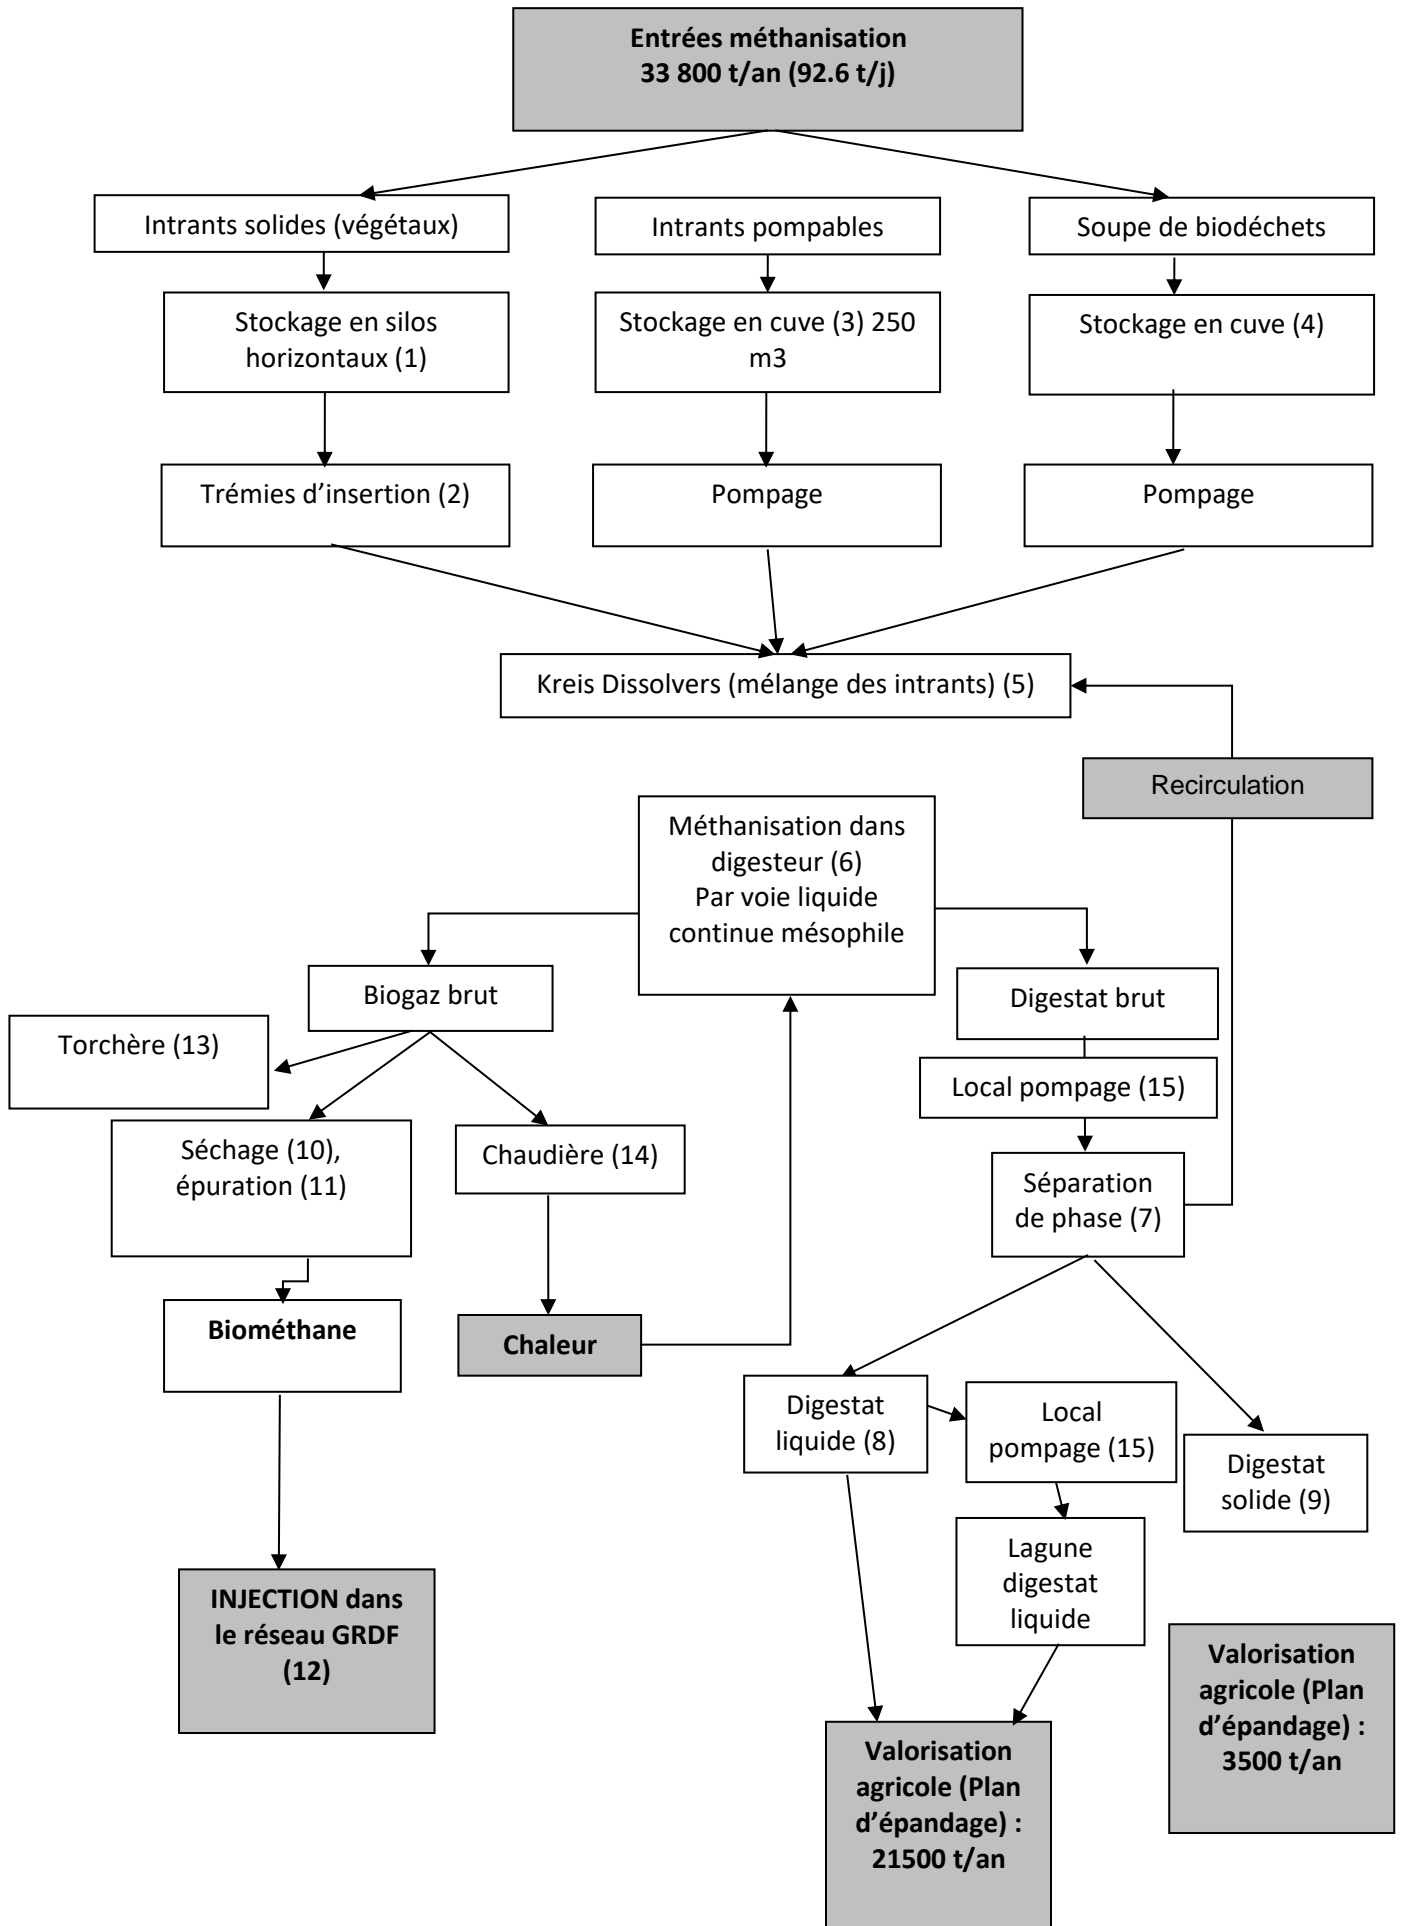 Entrées méthanisation
33 800 t/an (92.6 t/j)
Intrants solides (végétaux)
Intrants pompables
Soupe de biodéchets
Stockage en silos
horizontaux (1)
Stockage en cuve (3) 250
m3
Stockage en cuve (4)
Trémies d’insertion (2)
Pompage
Pompage
Kreis Dissolvers (mélange des intrants) (5)
Recirculation
Méthanisation dans
digesteur (6)
Par voie liquide
continue mésophile
Biogaz brut
Digestat brut
Torchère (13)
Local pompage (15)
Séchage (10),
épuration (11)
Chaudière (14)
Séparation
de phase (7)
Biométhane
Chaleur
Digestat
liquide (8)
Local
pompage (15)
Digestat
solide (9)
Lagune
digestat
liquide
INJECTION dans
le réseau GRDF
(12)
Valorisation
agricole (Plan
d’épandage) :
3500 t/an
Valorisation
agricole (Plan
d’épandage) :
21500 t/an